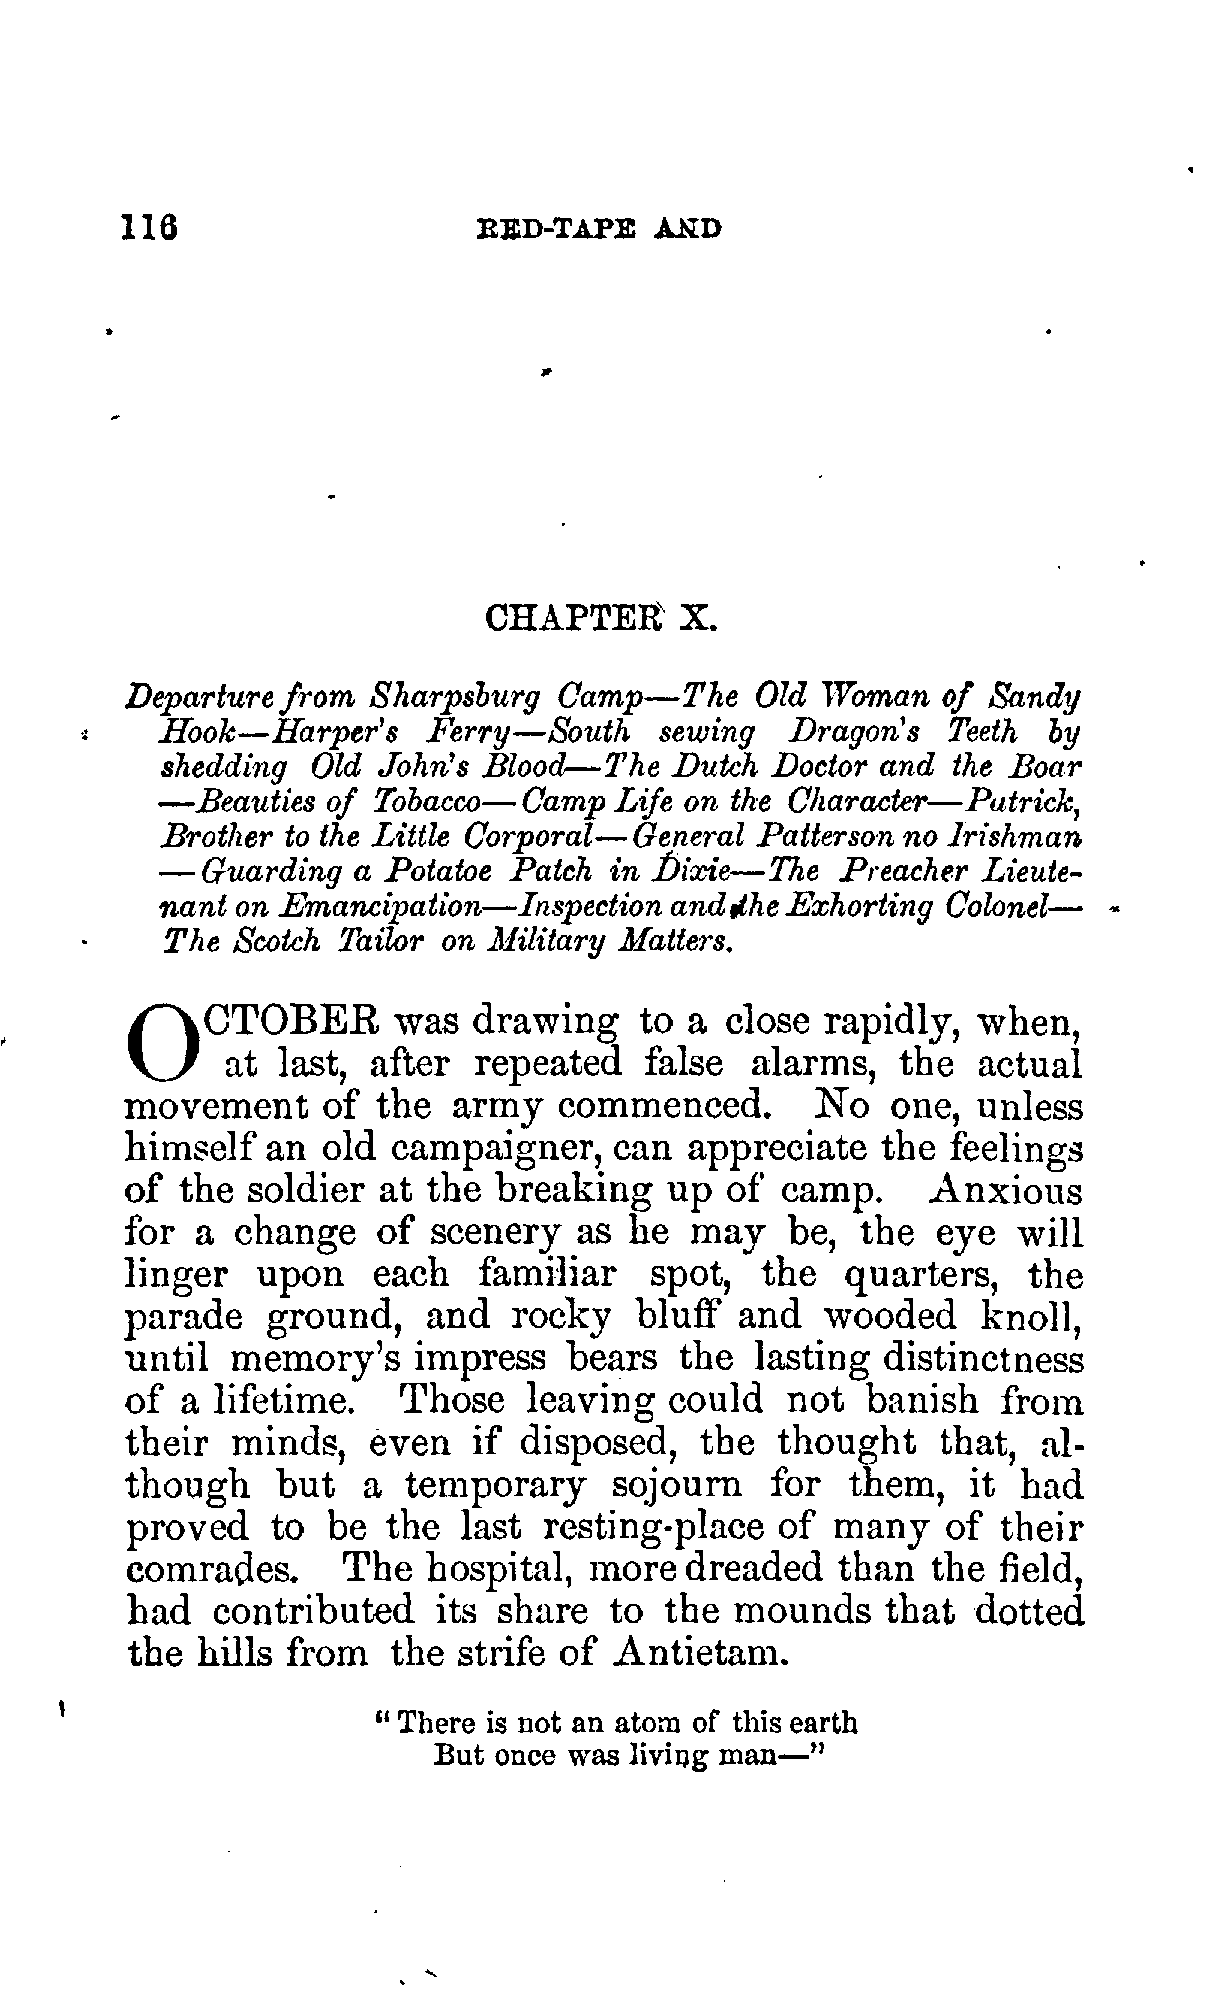 116 RED-TAPE AND
CHAPTER X.
Departure from Sharpsburg Camp—The Old Woman of Sandy
Hook—Harper's Ferry—South sewing Dragon's Teeth by
shedding Old John's Blood—The Dutch Doctor and the Boar
—Beauties of Tobacco—Camp Life on the Character—Patrick,
Brother to the Little Corporal—General Patterson no Irishman
—Guarding a Potatoe Patch in Dixie—The Preacher Lieute-
nant on Emancipation—Inspection and the Exhorting Colonel—
The Scotch Tailor on Military Matters.
OCTOBER was drawing to a close rapidly, when,
at last, after repeated false alarms, the actual
movement of the army commenced. No one, unless
himself an old campaigner, can appreciate the feelings
of the soldier at the breaking up of camp. Anxious
for a change of scenery as he may be, the eye will
linger upon each familiar spot, the quarters, the
parade ground, and rocky bluff and wooded knoll,
until memory's impress bears the lasting distinctness
of a lifetime. Those leaving could not banish from
their minds, even if disposed, the thought that, al-
though but a temporary sojourn for them, it had
proved to be the last resting-place of many of their
comrades. The hospital, more dreaded than the field,
had contributed its share to the mounds that dotted
the hills from the strife of Antietam.
"There is not an atom of this earth
But once was living man—"